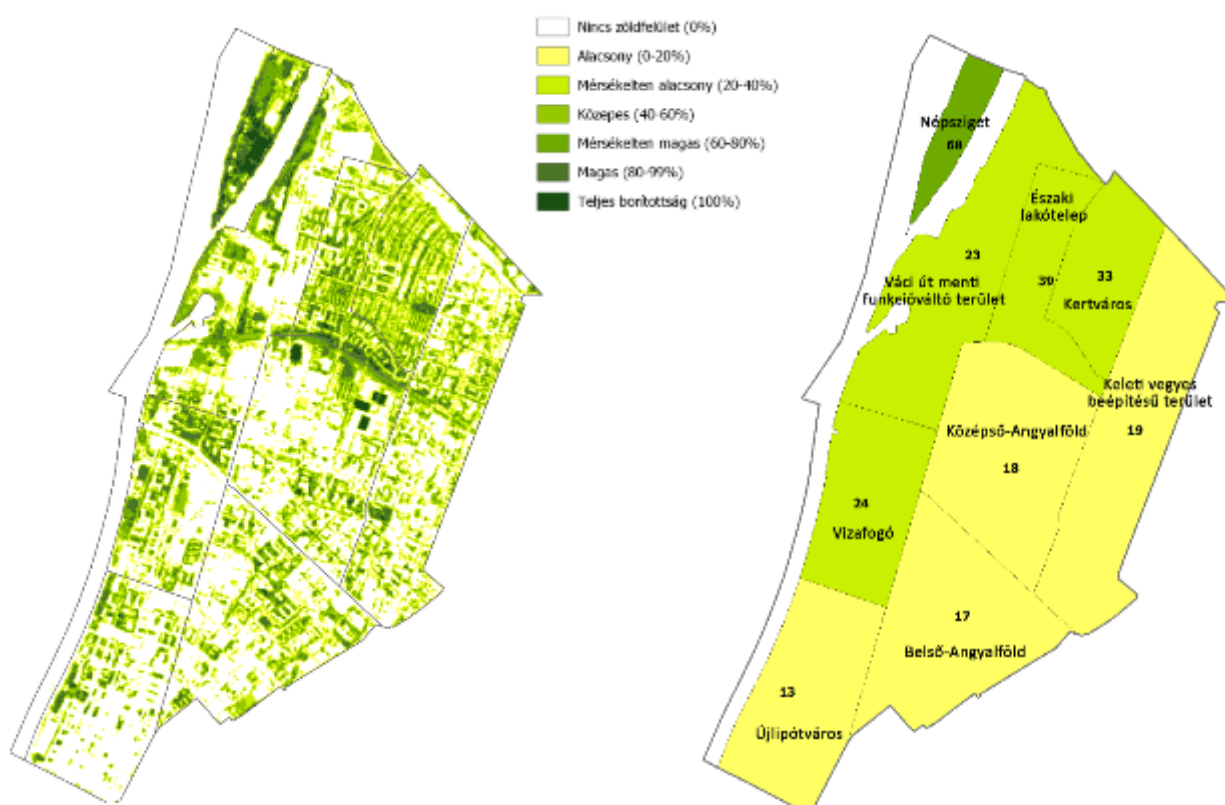 Nincs zöldfelület (0%)
Alacsony (0-20%)
Mérsékelten alacsony (20-40%)
Közepes (40-60%)
Mérsékelten magas (60-80%)
Magas (80-99%)
Teljes borítottság (100%)
Népsziget
68
Északi
lakótelep
23
39
33
Váci út menti
funkcióváltó terület
Kertváros
Keleti vegyes
beépítésű terület
19
Középső-Angyalföld
18
24
Vizafogó
17
Belső-Angyalföld
13
Újlipótváros